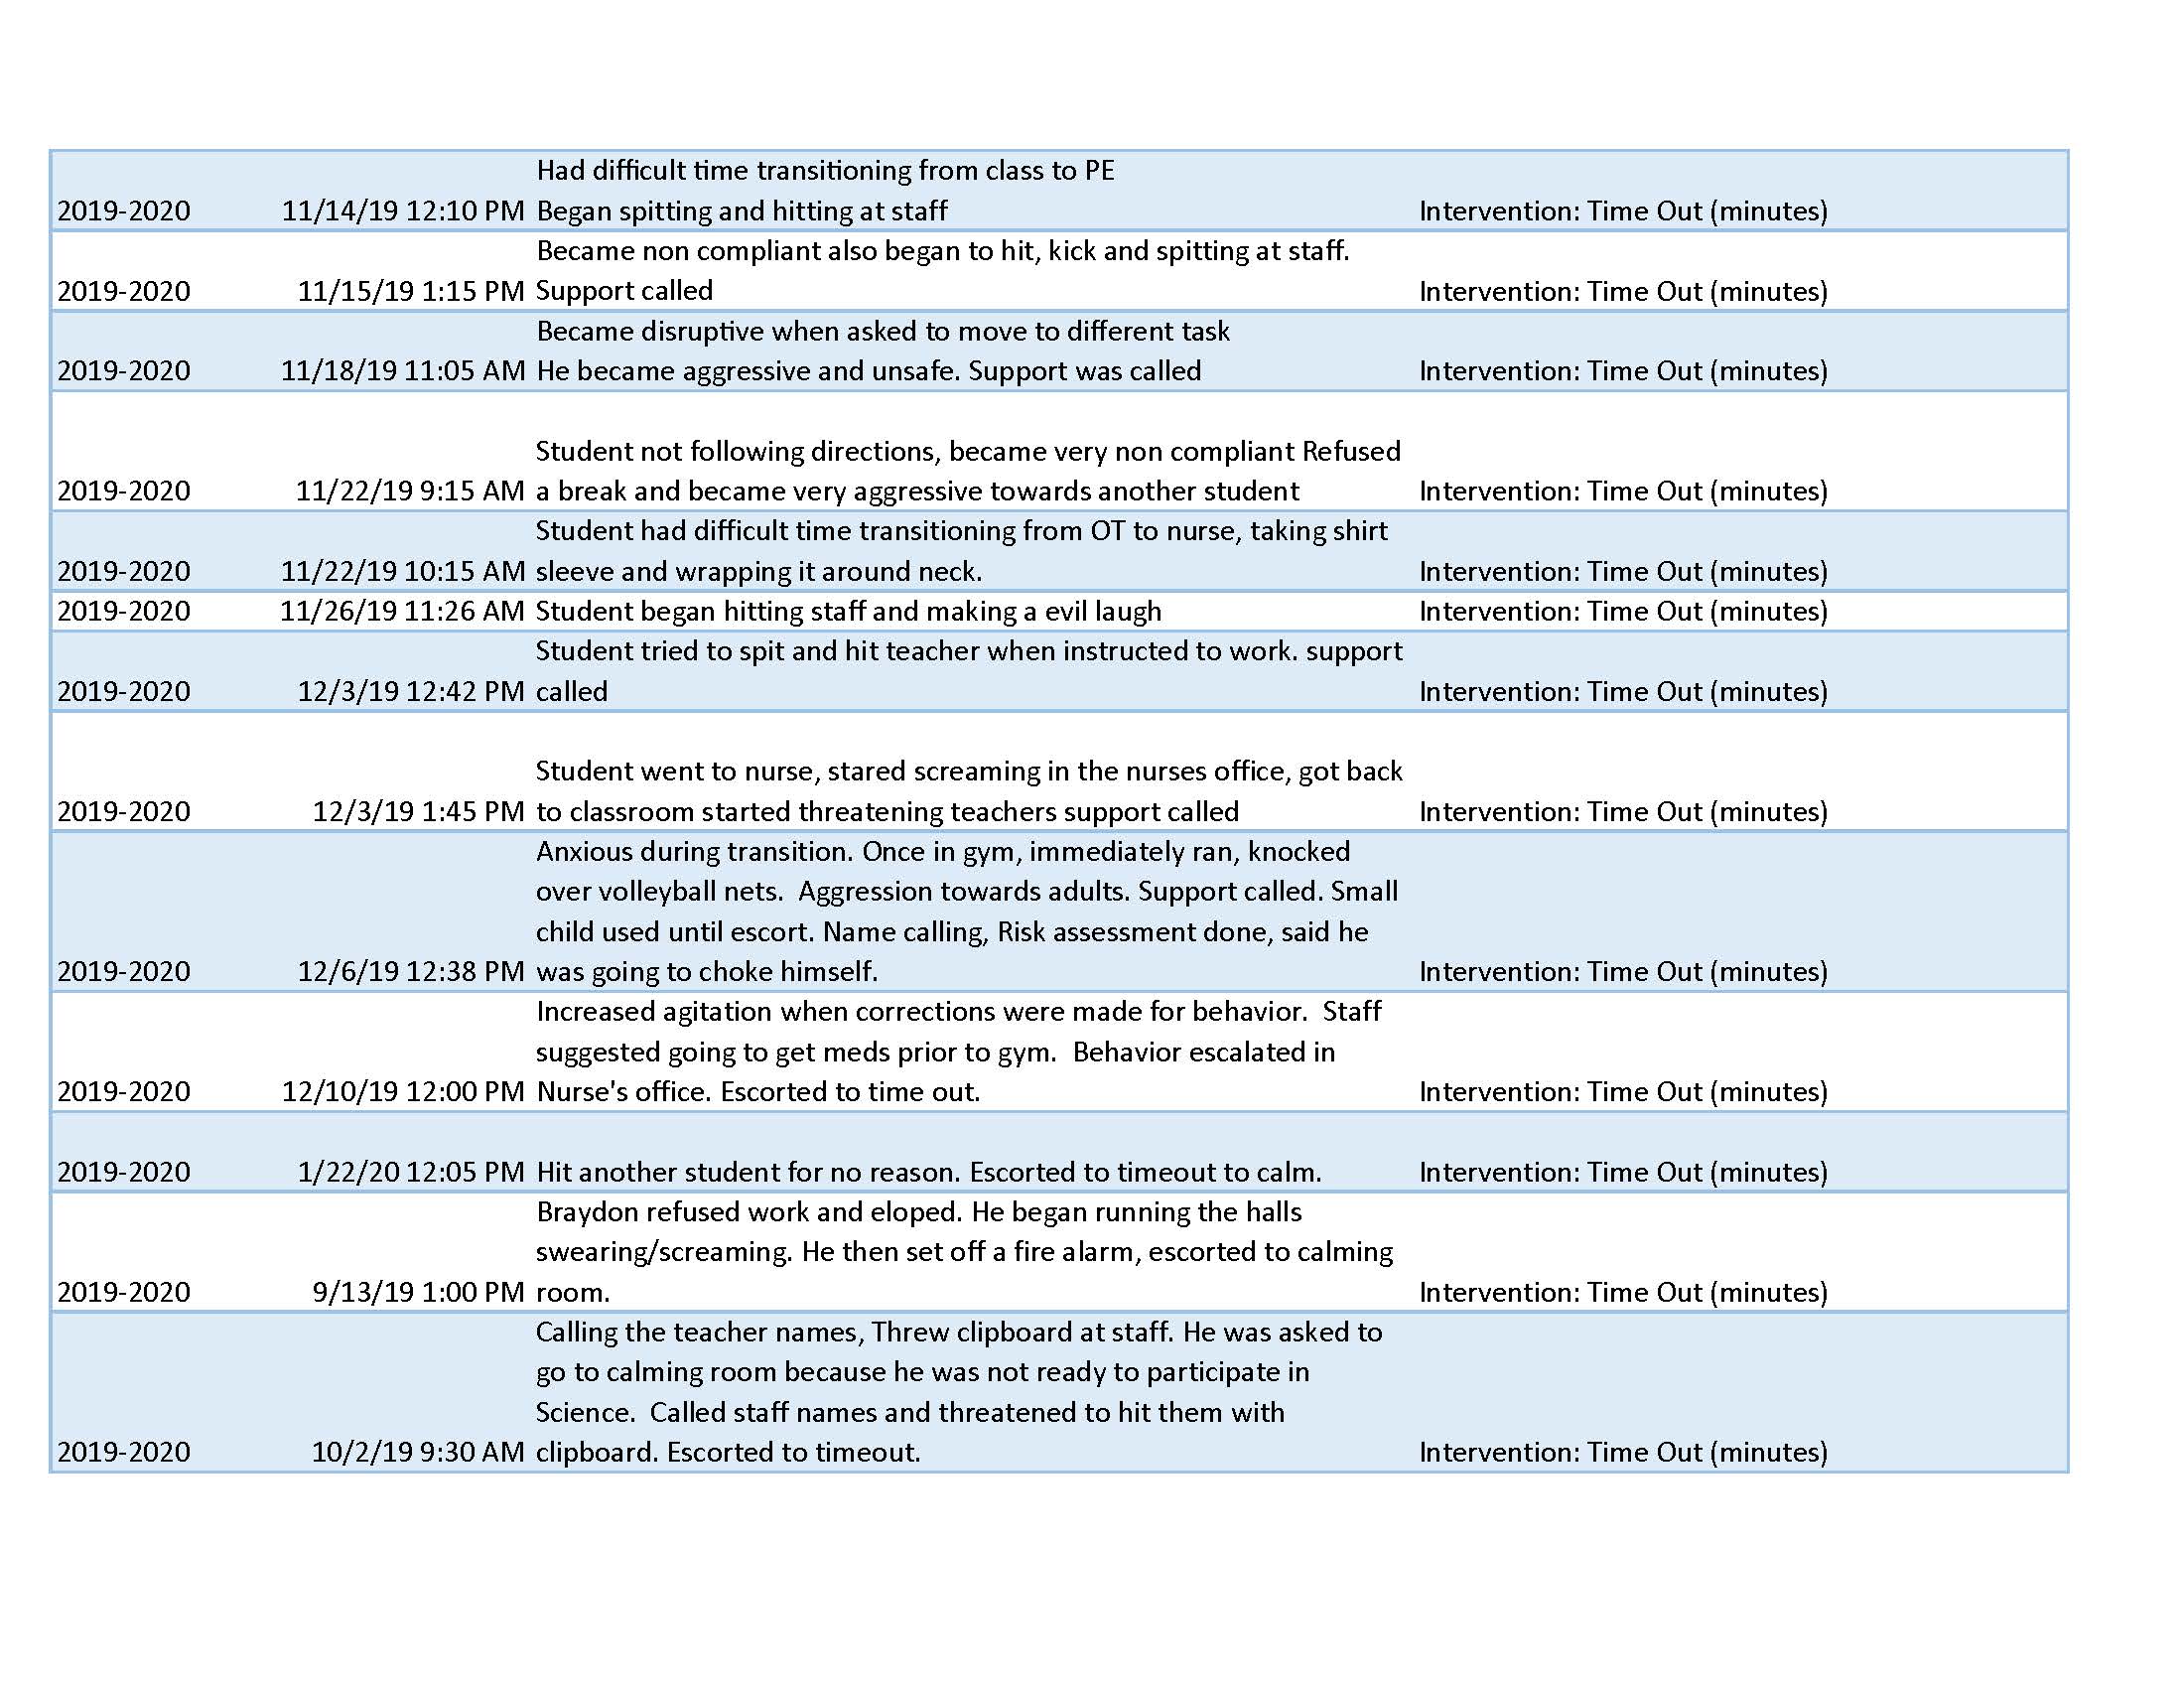 Had difficult time transitioning from class to PE
2019-2020 11/14/19 12:10 PM Began spitting and hitting at staff Intervention: Time Out (minutes)
Became non compliant also began to hit, kick and spitting at staff.
2019-2020 11/15/19 1:15 PM Support called Intervention: Time Out (minutes)
Became disruptive when asked to move to different task
2019-2020 11/18/19 11:05 AM He became aggressive and unsafe. Support was called Intervention: Time Out (minutes)
Student not following directions, became very non compliant Refused
2019-2020 11/22/19 9:15 AM a break and became very aggressive towards another student Intervention: Time Out (minutes)
Student had difficult time transitioning from OT to nurse, taking shirt
2019-2020 11/22/19 10:15 AM sleeve and wrapping it around neck. Intervention: Time Out (minutes)
2019-2020 11/26/19 11:26 AM Student began hitting staff and making a evil laugh Intervention: Time Out (minutes)
Student tried to spit and hit teacher when instructed to work. support
2019-2020 12/3/19 12:42 PM called Intervention: Time Out (minutes)
Student went to nurse, stared screaming in the nurses office, got back
2019-2020 12/3/19 1:45 PM to classroom started threatening teachers support called Intervention: Time Out (minutes)
Anxious during transition. Once in gym, immediately ran, knocked
over volleyball nets.  Aggression towards adults. Support called. Small
child used until escort. Name calling, Risk assessment done, said he
2019-2020 12/6/19 12:38 PM was going to choke himself. Intervention: Time Out (minutes)
Increased agitation when corrections were made for behavior.  Staff
suggested going to get meds prior to gym.  Behavior escalated in
2019-2020 12/10/19 12:00 PM Nurse's office. Escorted to time out. Intervention: Time Out (minutes)
2019-2020 1/22/20 12:05 PM Hit another student for no reason. Escorted to timeout to calm. Intervention: Time Out (minutes)
Braydon refused work and eloped. He began running the halls
swearing/screaming. He then set off a fire alarm, escorted to calming
2019-2020 9/13/19 1:00 PM room. Intervention: Time Out (minutes)
Calling the teacher names, Threw clipboard at staff. He was asked to
go to calming room because he was not ready to participate in
Science.  Called staff names and threatened to hit them with
2019-2020 10/2/19 9:30 AM clipboard. Escorted to timeout. Intervention: Time Out (minutes)